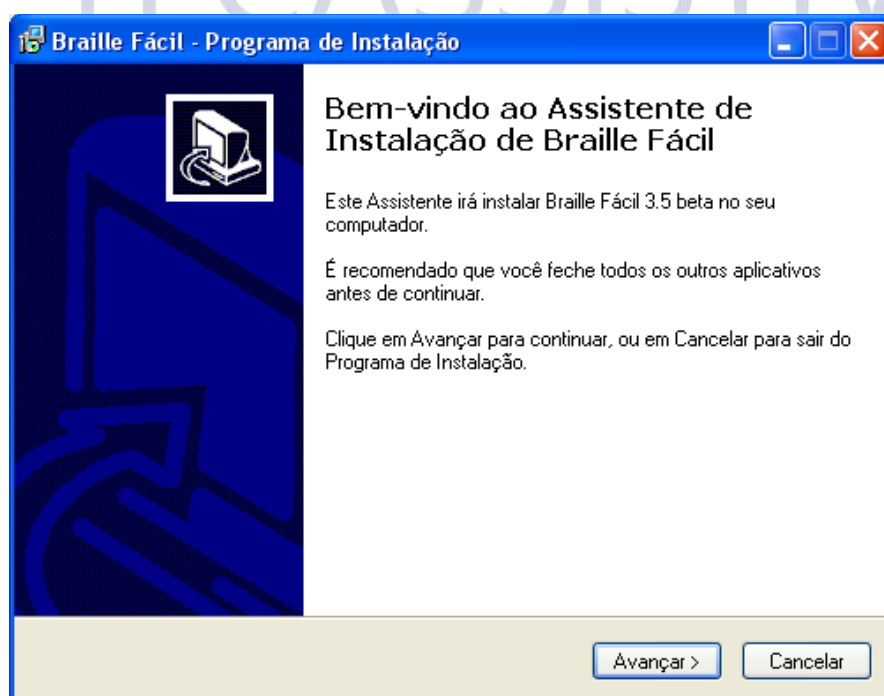 Braille Fácil - Programa de Instalação
Bem-vindo ao Assistente de
Instalação de Braille Fácil
Este Assistente irá instalar Braille Fácil 3.5 beta no seu
computador.
É recomendado que você feche todos os outros aplicativos
antes de continuar.
Clique em Avançar para continuar, ou em Cancelar para sair do
Programa de Instalação.
Avançar >
Cancelar